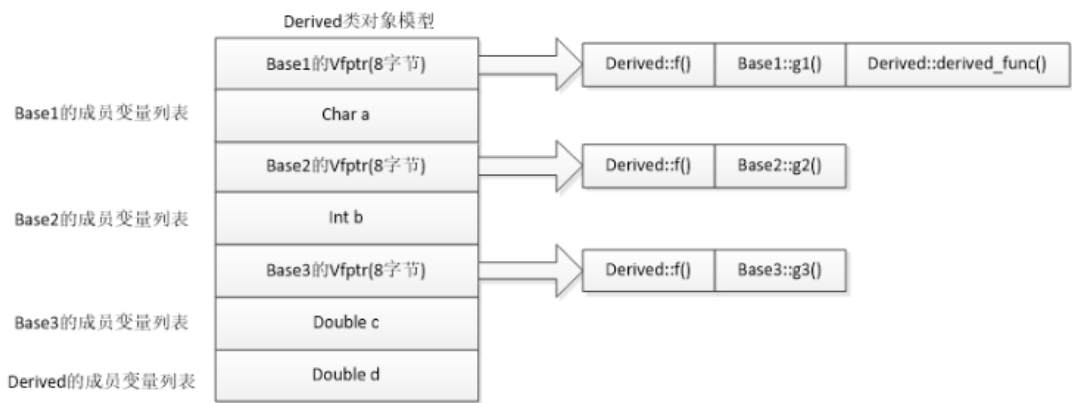 Derived类对象模型
Base1的Vfptr(8字节) Derived::f() Base1::g1() Derived::derived_func()
Base1的成员变量列表 Char a
Base2的Vfptr(8字节) Derived::f() Base2::g2()
Base2的成员变量列表 Int b
Base3的Vfptr(8字节) Derived::f() Base3::g3()
Base3的成员变量列表 Double c
Derived的成员变量列表 Double d